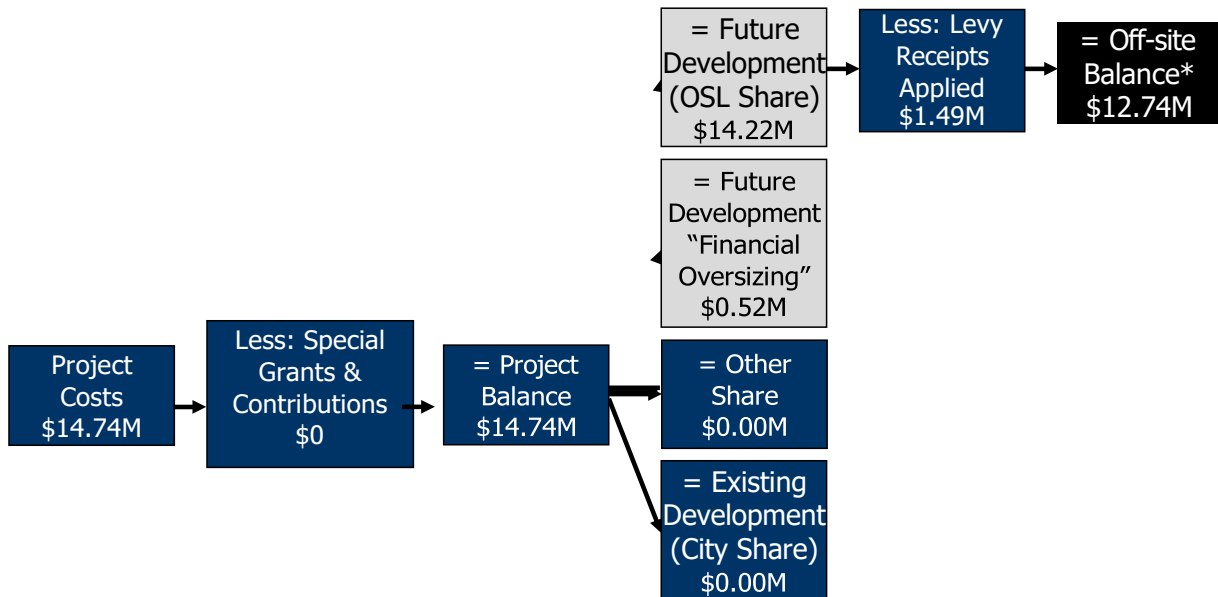 Project
Costs
$14.74M
Less: Special
Grants &
Contributions
$0
= Project
Balance
$14.74M
= Future
Development
(OSL Share)
$14.22M
Less: Levy
Receipts
Applied
$1.49M
= Off-site
Balance*
$12.74M
= Future
Development
“Financial
Oversizing”
$0.52M
= Other
Share
$0.00M
= Existing
Development
(City Share)
$0.00M